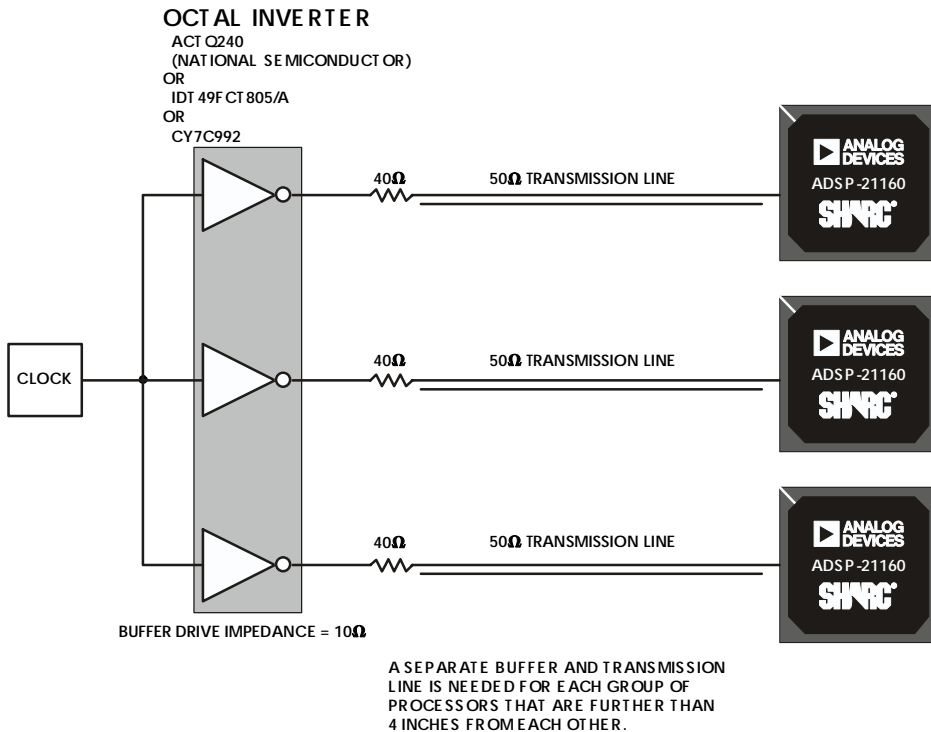 OCTAL INVERTER
ACTQ240
(NATIONAL SEMICONDUCTOR)
OR
IDT49FCT805/A
OR
CY7C992
40Ω
50Ω TRANSMISSION LINE
ANALOG
DEVICES
ADSP-21160
SHARC®
CLOCK
40Ω
50Ω TRANSMISSION LINE
ANALOG
DEVICES
ADSP-21160
SHARC®
40Ω
50Ω TRANSMISSION LINE
ANALOG
DEVICES
ADSP-21160
SHARC®
BUFFER DRIVE IMPEDANCE = 10Ω
A SEPARATE BUFFER AND TRANSMISSION
LINE IS NEEDED FOR EACH GROUP OF
PROCESSORS THAT ARE FURTHER THAN
4 INCHES FROM EACH OTHER.